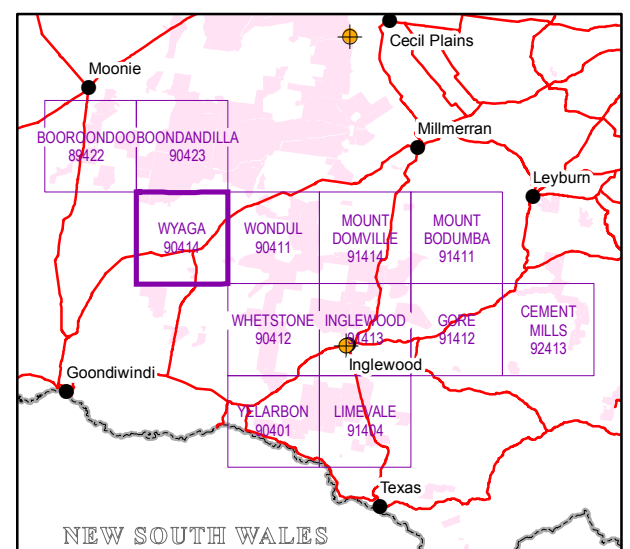 Cecil Plains
Moonie
BOOROONDOO
89422
BOONDANDILLA
90423
Millmerran
Leyburn
WYAGA
90414
WONDUL
90411
MOUNT
DOMVILLE
91414
MOUNT
BODUMBA
91411
WHETSTONE
90412
INGLEWOOD
91413
GORE
91412
CEMENT
MILLS
92413
Inglewood
Goondiwindi
YELARBON
90401
LIMEVALE
91404
Texas
NEW SOUTH WALES